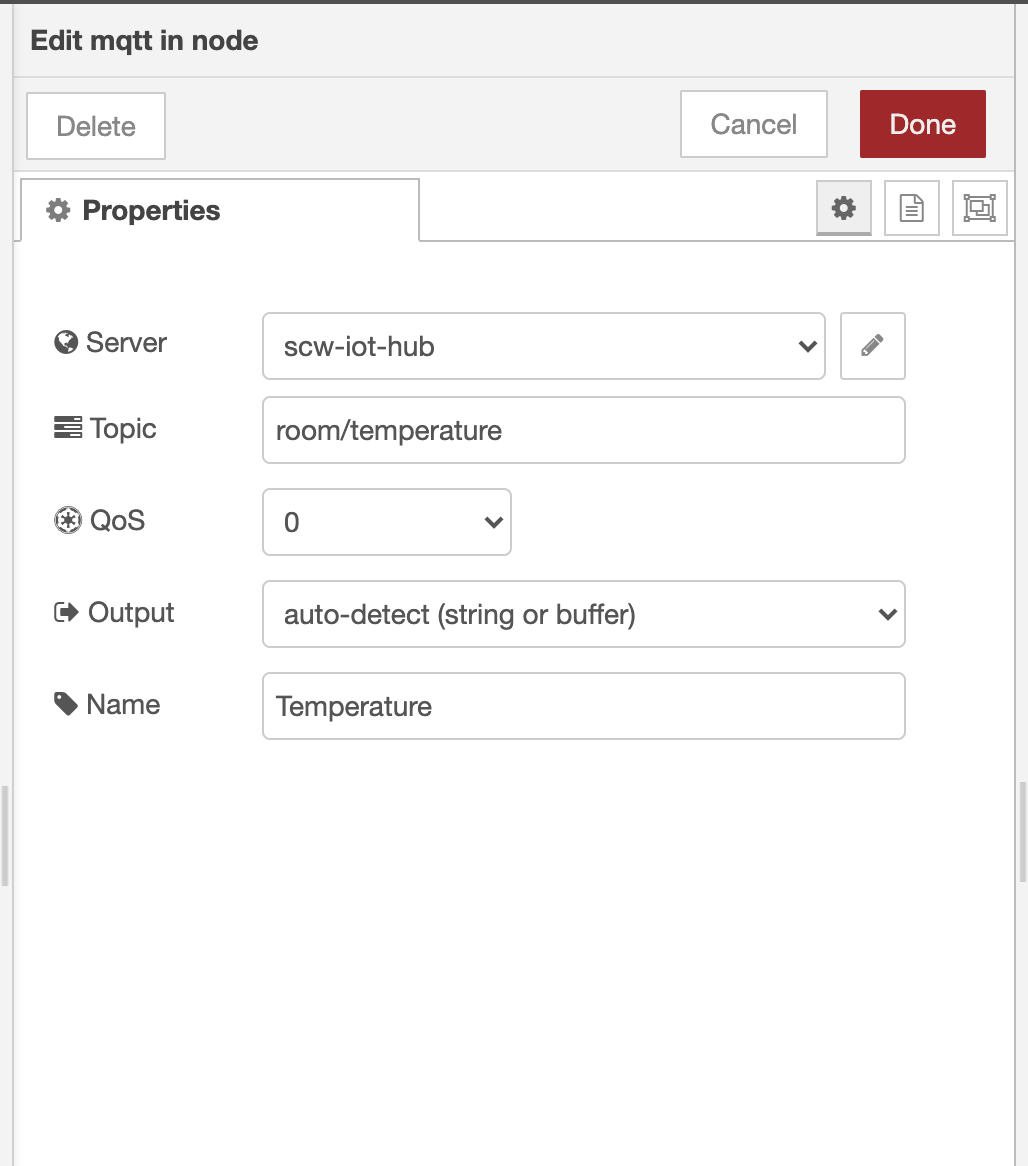 Edit mqtt in node
Delete
Cancel
Done
Properties
Server
scw-iot-hub
Topic
room/temperature
QoS
0
Output
auto-detect (string or buffer)
Name
Temperature